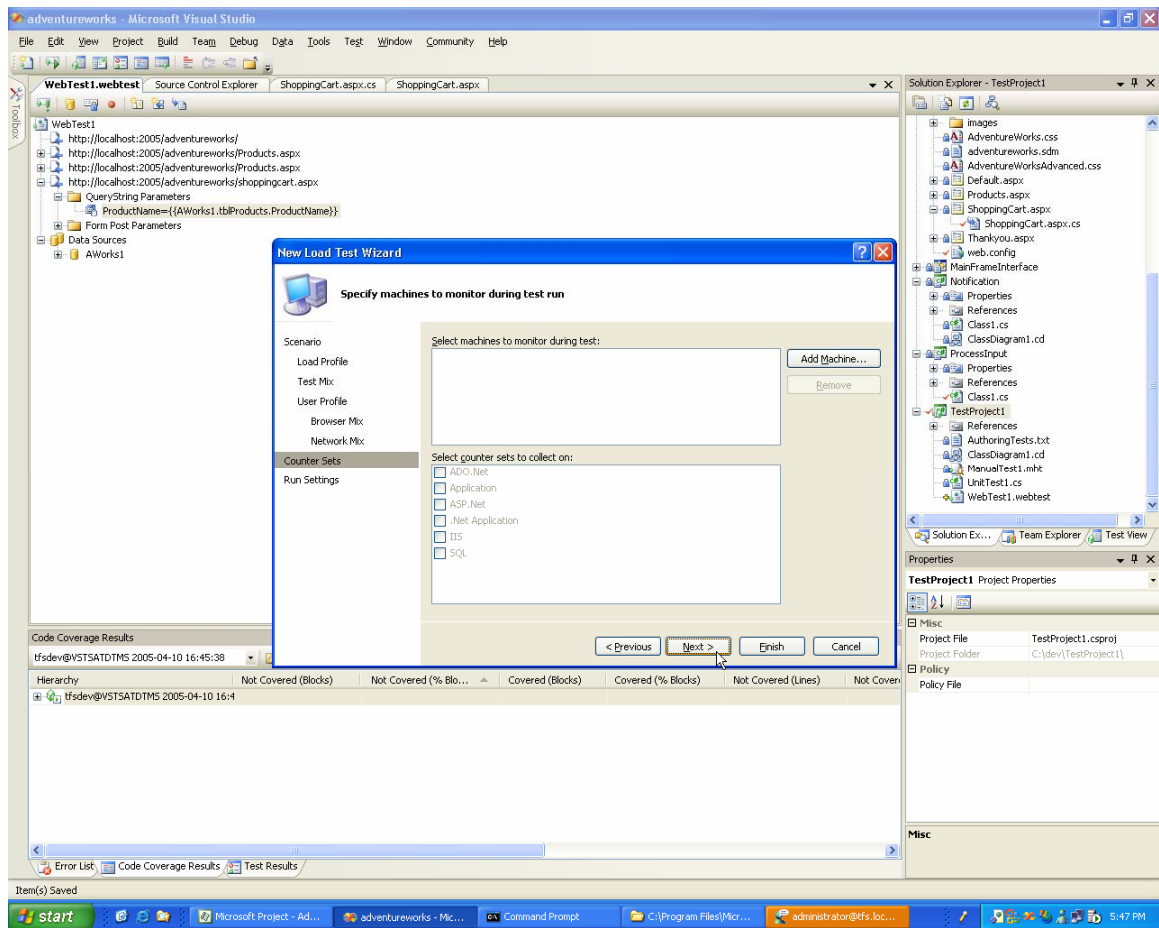 adventureworks - Microsoft Visual Studio
File Edit View Project Build Team Debug Data Tools Test Window Community Help
WebTest1.webtest Source Control Explorer ShoppingCart.aspx.cs ShoppingCart.aspx
Toolbox
WebTest1
http://localhost:2005/adventureworks/
http://localhost:2005/adventureworks/Products.aspx
http://localhost:2005/adventureworks/Products.aspx
http://localhost:2005/adventureworks/shoppingcart.aspx
QueryString Parameters
ProductName={{AWorks1.tblProducts.ProductName}}
Form Post Parameters
Data Sources
AWorks1
New Load Test Wizard
Specify machines to monitor during test run
Scenario
Load Profile
Test Mix
User Profile
Browser Mix
Network Mix
Counter Sets
Run Settings
Select machines to monitor during test:
Add Machine...
Remove
Select counter sets to collect on:
ADO.Net
Application
ASP.Net
.Net Application
IIS
SQL
< Previous Next > Finish Cancel
Code Coverage Results
tfsdev@VSTSATDTMS 2005-04-10 16:45:38
Hierarchy Not Covered (Blocks) Not Covered (% Blo... Covered (Blocks) Covered (% Blocks) Not Covered (Lines) Not Cover
tfsdev@VSTSATDTMS 2005-04-10 16:4
Error List Code Coverage Results Test Results
Item(s) Saved
Solution Explorer - TestProject1
images
AdventureWorks.css
adventureworks.sdm
AdventureWorksAdvanced.css
Default.aspx
Products.aspx
ShoppingCart.aspx
ShoppingCart.aspx.cs
Thankyou.aspx
web.config
MainFrameInterface
Notification
Properties
References
Class1.cs
ClassDiagram1.cd
ProcessInput
Properties
References
Class1.cs
TestProject1
References
AuthoringTests.txt
ClassDiagram1.cd
ManualTest1.mht
UnitTest1.cs
WebTest1.webtest
Solution Ex... Team Explorer Test View
Properties
TestProject1 Project Properties
Misc
Project File TestProject1.csproj
Project Folder C:\dev\TestProject1\
Policy
Policy File
Misc
start Microsoft Project - Ad... adventureworks - Mic... Command Prompt C:\Program Files\Micr... administrator@tfs.loc... 5:47 PM